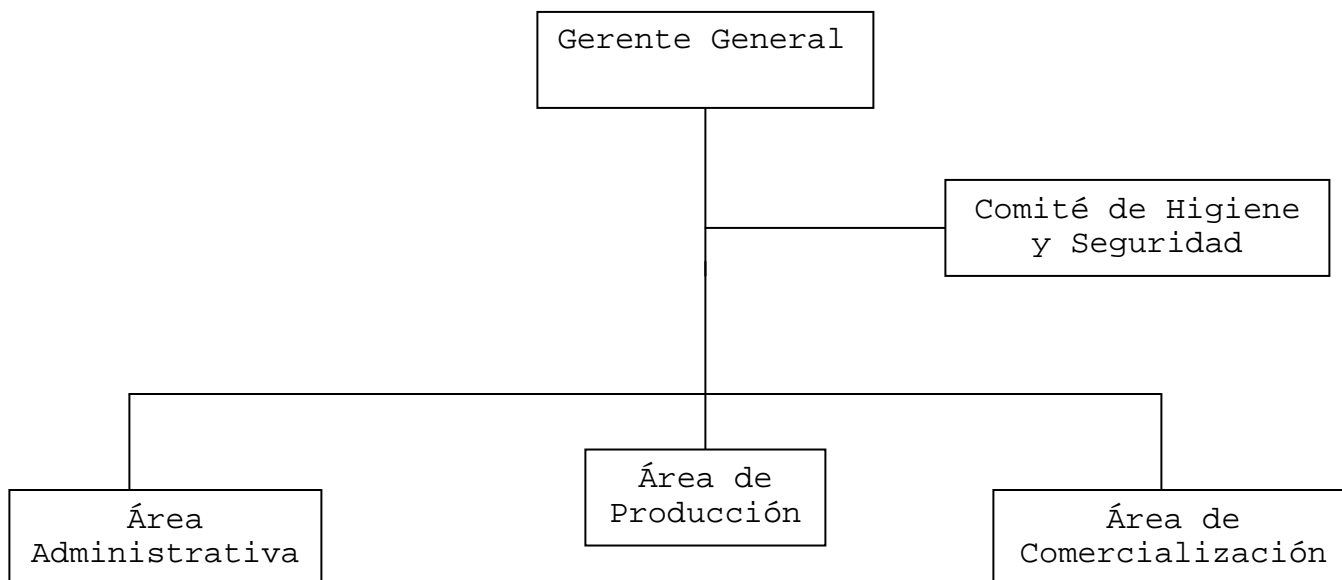 Gerente General
Comité de Higiene
y Seguridad
Área
Administrativa
Área de
Producción
Área de
Comercialización